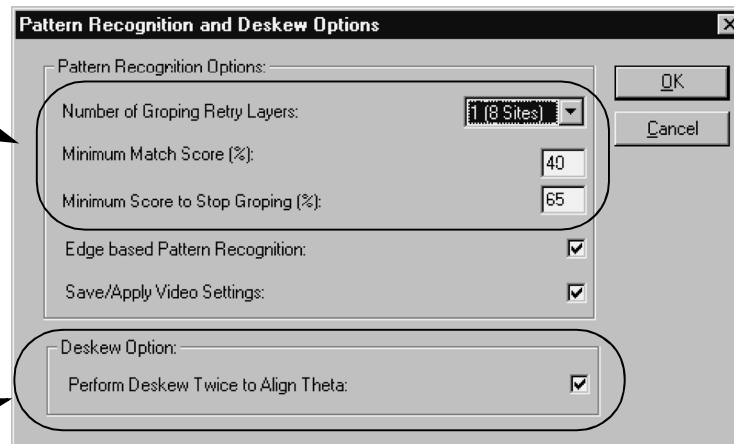 Pattern Recognition and Deskew Options
Pattern Recognition Options:
OK
Number of Groping Retry Layers: 1 (8 Sites)
Cancel
Minimum Match Score (%): 40
Minimum Score to Stop Groping (%): 65
Edge based Pattern Recognition:
Save/Apply Video Settings:
Deskew Option:
Perform Deskew Twice to Align Theta: